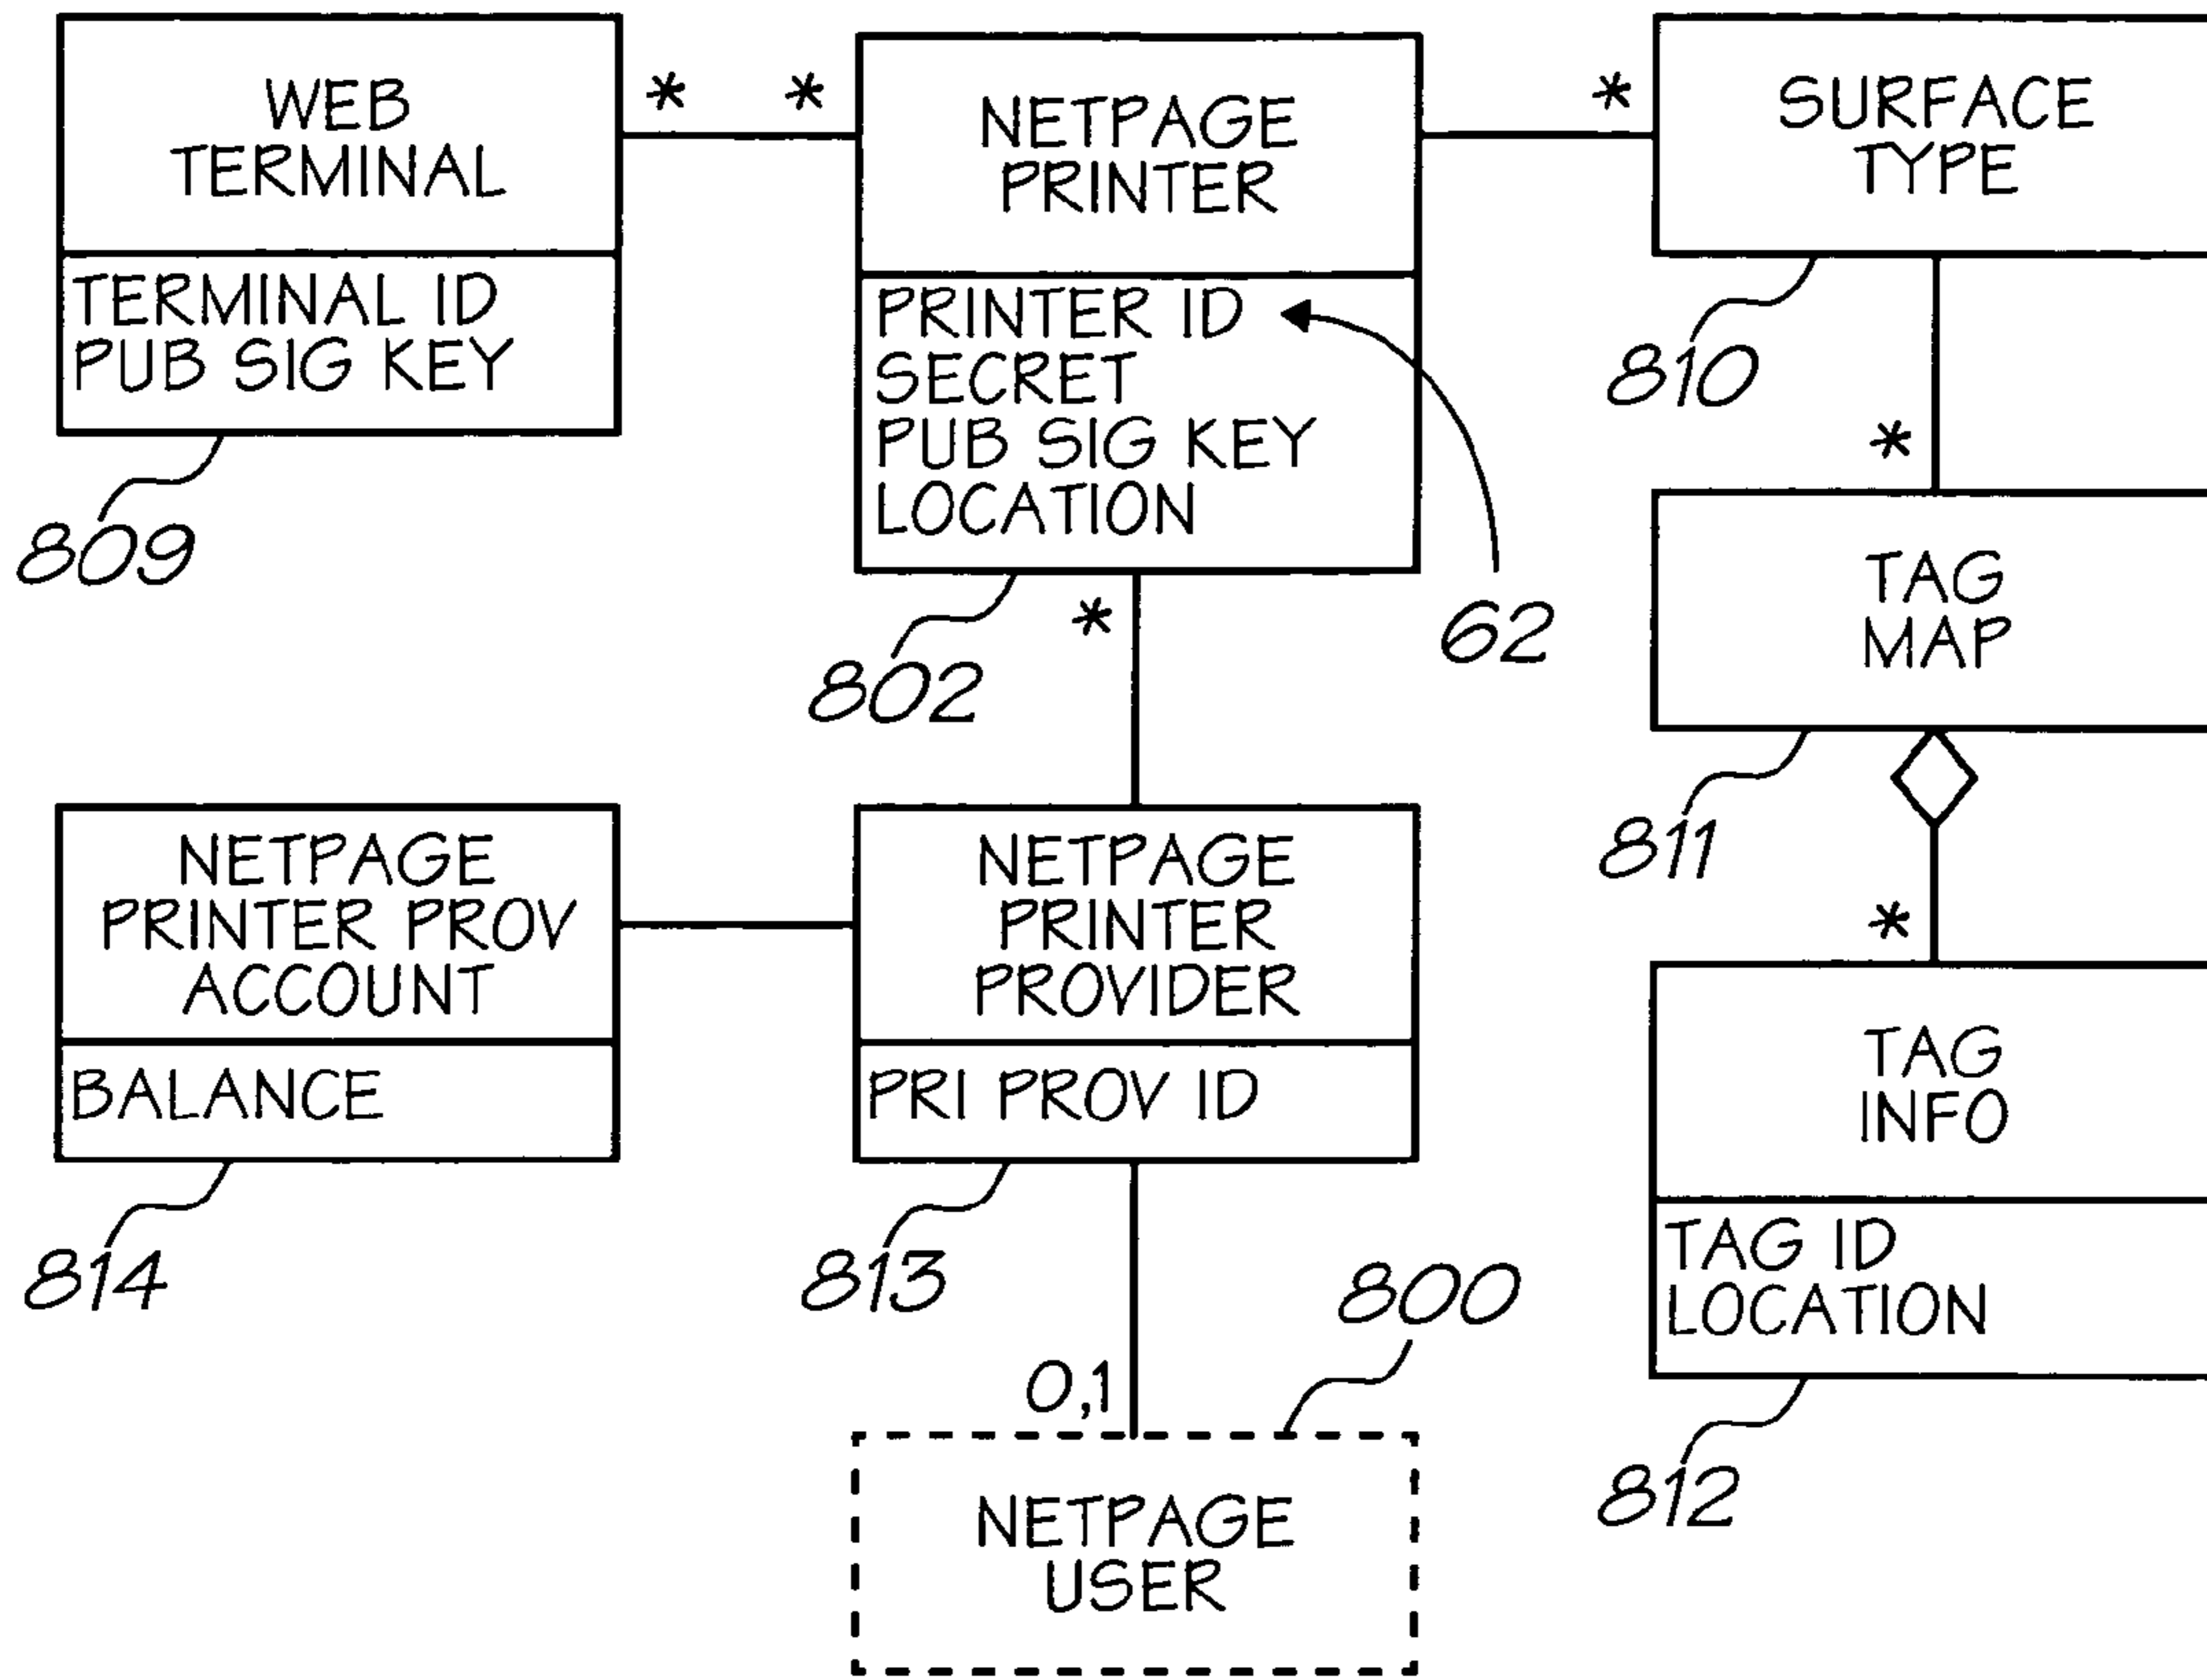 WEB
TERMINAL
TERMINAL ID
PUB SIG KEY
809
*
*
NETPAGE
PRINTER
PRINTER ID
SECRET
PUB SIG KEY
LOCATION
62
802
*
*
SURFACE
TYPE
810
*
TAG
MAP
811
*
TAG
INFO
TAG ID
LOCATION
812
NETPAGE
PRINTER PROV
ACCOUNT
BALANCE
814
NETPAGE
PRINTER
PROVIDER
PRI PROV ID
813
0,1
800
NETPAGE
USER